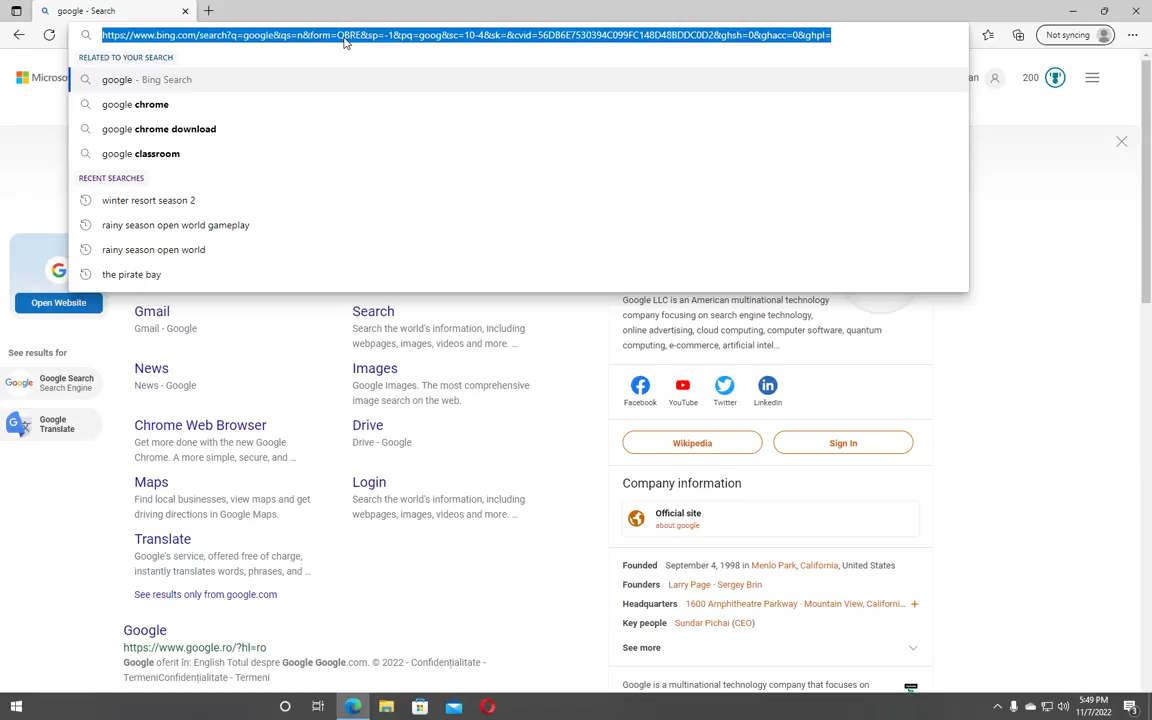 google - Search
https://www.bing.com/search?q=google&qs=n&form=QBRE&sp=-1&pq=goog&sc=10-4&sk=&cvid=56DB6E7530394C099FC148D48BDDC0D2&ghsh=0&ghacc=0&ghpl=
Not syncing
RELATED TO YOUR SEARCH
Microso
google - Bing Search
an
200
google chrome
google chrome download
google classroom
RECENT SEARCHES
winter resort season 2
rainy season open world gameplay
rainy season open world
the pirate bay
Open Website
See results for
Google Search
Search Engine
Google
Translate
Gmail
Gmail - Google
Search
Search the world's information, including
webpages, images, videos and more. ...
News
News - Google
Images
Google Images. The most comprehensive
image search on the web.
Chrome Web Browser
Get more done with the new Google
Chrome. A more simple, secure, and ...
Drive
Drive - Google
Maps
Find local businesses, view maps and get
driving directions in Google Maps.
Login
Search the world's information, including
webpages, images, videos and more. ...
Translate
Google's service, offered free of charge,
instantly translates words, phrases, and ...
See results only from google.com
Google
https://www.google.ro/?hl=ro
Google oferit în: English Totul despre Google Google.com. © 2022 - Confidențialitate -
TermeniConfidențialitate - Termeni
Google LLC is an American multinational technology
company focusing on search engine technology,
online advertising, cloud computing, computer software, quantum
computing, e-commerce, artificial intel...
Facebook
YouTube
Twitter
LinkedIn
Wikipedia
Sign In
Company information
Official site
about.google
Founded September 4, 1998 in Menlo Park, California, United States
Founders Larry Page · Sergey Brin
Headquarters 1600 Amphitheatre Parkway · Mountain View, Californi...
Key people Sundar Pichai (CEO)
See more
Google is a multinational technology company that focuses on
5:49 PM
11/7/2022
3